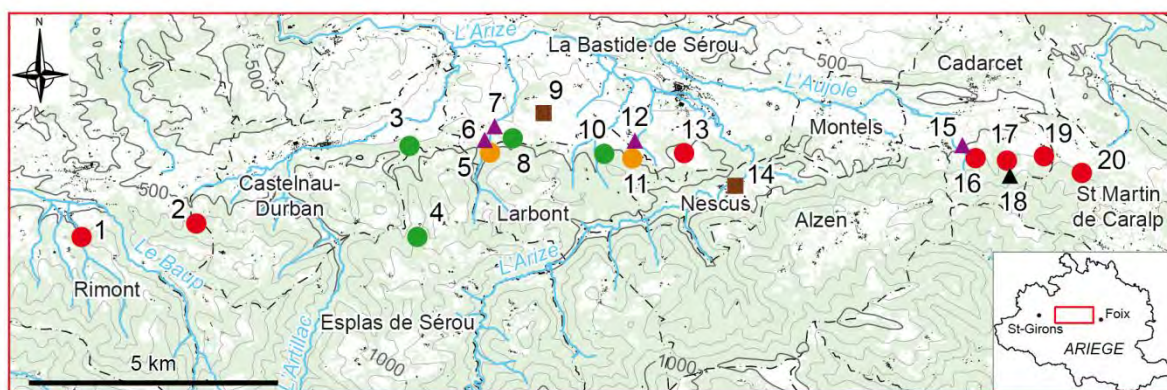 N
500
L'Arize
La Bastide de Sérou
500
Cadarcet
L'Aujole
Montels
3
6
7
9
10
12
13
15
17
19
5
8
11
14
16
18
20
500
Castelnau-
Durban
2
1
4
Larbont
Nescus
Alzen
St Martin
de Caralp
Le Baup
Rimont
L'Arize
L'Artillac
Esplas de Sérou
1000
1000
5 km
St-Girons
Foix
ARIEGE